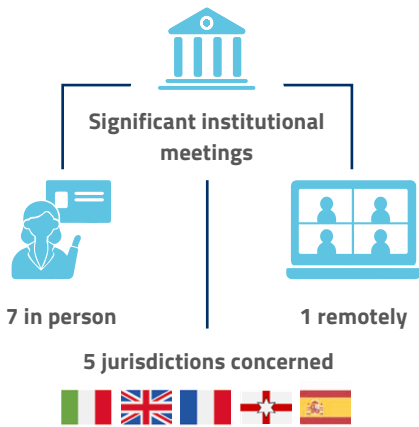 Significant institutional
meetings
7 in person
1 remotely
5 jurisdictions concerned